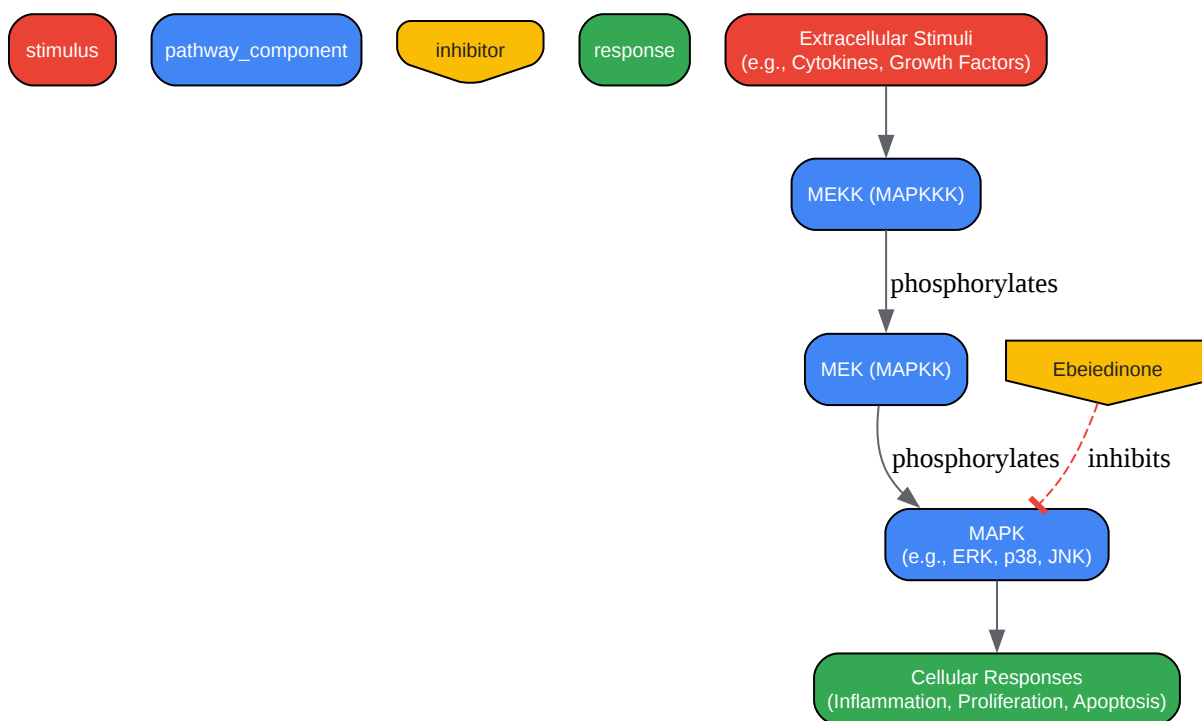 stimulus
pathway_component
inhibitor
response
Extracellular Stimuli
(e.g., Cytokines, Growth Factors)
MEKK (MAPKKK)
phosphorylates
MEK (MAPKK)
Ebeiedinone
phosphorylates
inhibits
MAPK
(e.g., ERK, p38, JNK)
Cellular Responses
(Inflammation, Proliferation, Apoptosis)